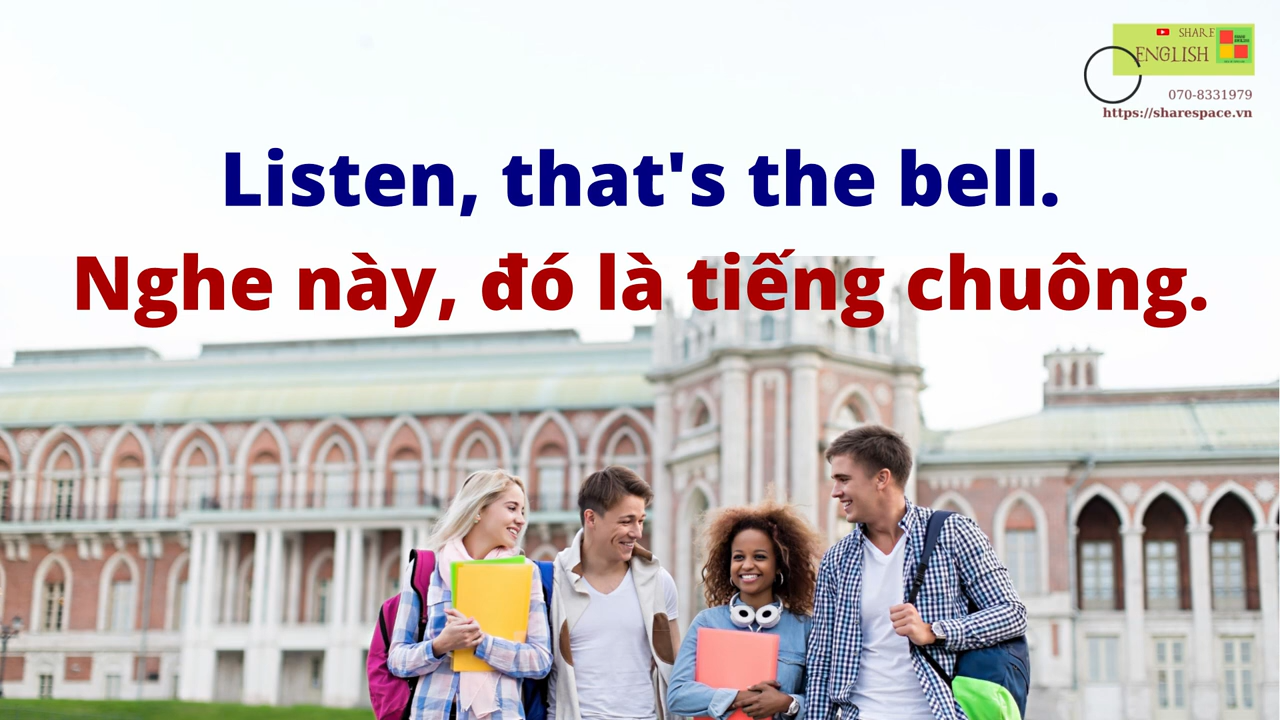 SHARE
ENGLISH
070-8331979
https://sharespace.vn
Listen, that's the bell.
Nghe này, đó là tiếng chuông.